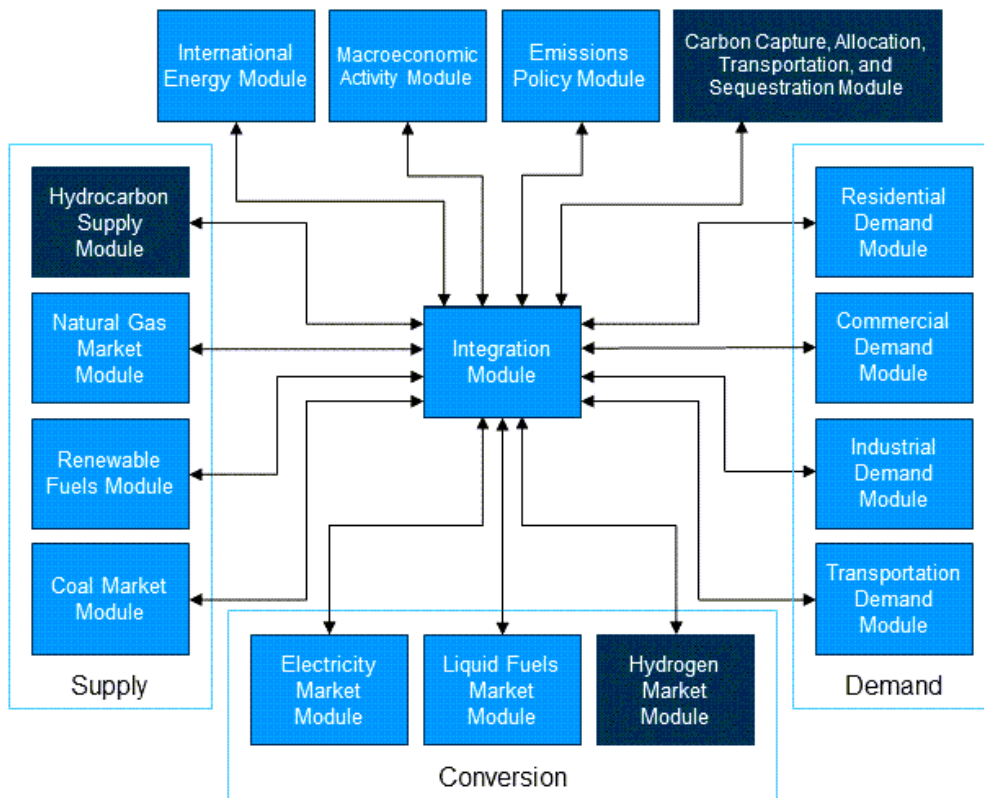 International
Energy Module
Macroeconomic
Activity Module
Emissions
Policy Module
Carbon Capture, Allocation,
Transportation, and
Sequestration Module
Hydrocarbon
Supply
Module
Natural Gas
Market
Module
Renewable
Fuels Module
Coal Market
Module
Supply
Integration
Module
Residential
Demand
Module
Commercial
Demand
Module
Industrial
Demand
Module
Transportation
Demand
Module
Demand
Electricity
Market
Module
Liquid Fuels
Market
Module
Hydrogen
Market
Module
Conversion